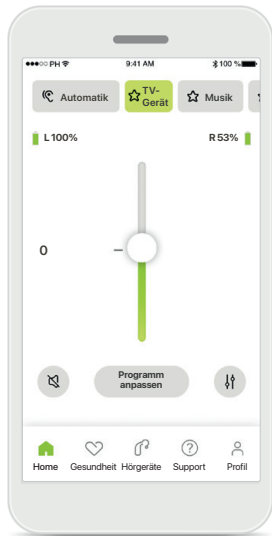 PH 9:41 AM 100 %
Automatik TV-Gerät Musik
L 100% R 53%
0
Programm
anpassen
Home Gesundheit Hörgeräte Support Profil